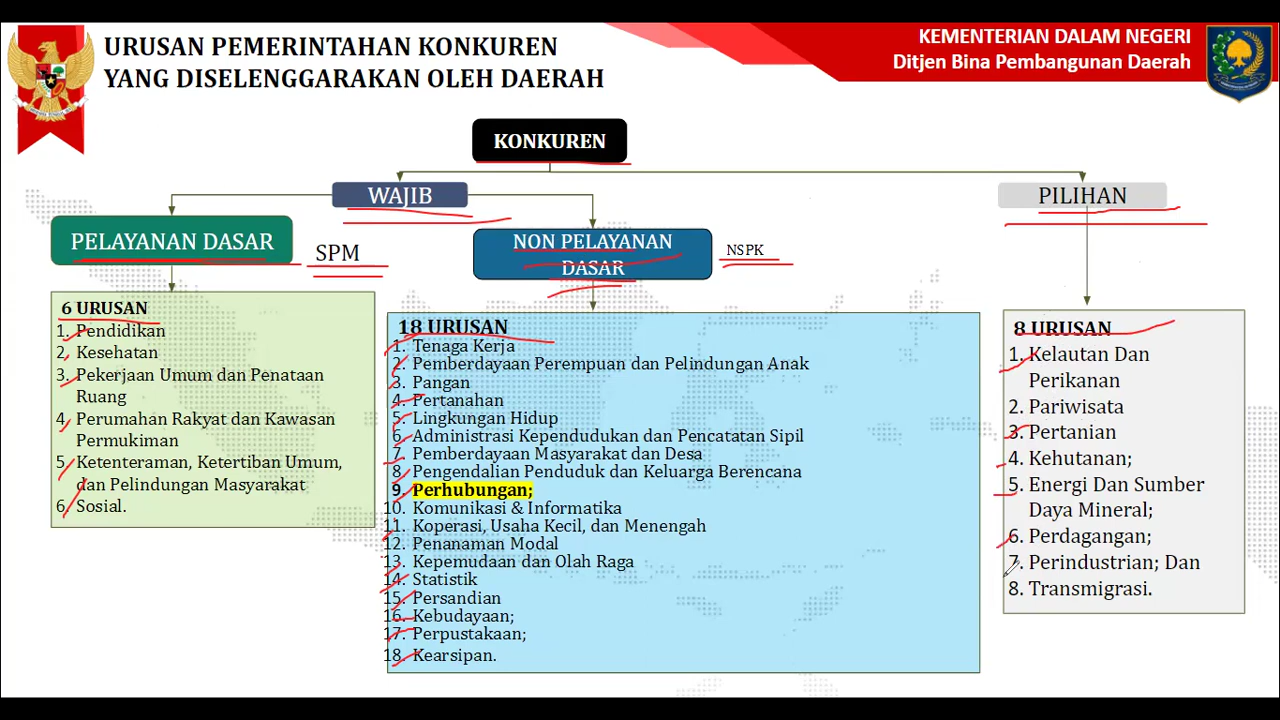 URUSAN PEMERINTAHAN KONKUREN
YANG DISELENGGARAKAN OLEH DAERAH
KEMENTERIAN DALAM NEGERI
Ditjen Bina Pembangunan Daerah
KONKUREN
WAJIB
PILIHAN
PELAYANAN DASAR
SPM
NON PELAYANAN
DASAR
NSPK
6 URUSAN
1. Pendidikan
2. Kesehatan
3. Pekerjaan Umum dan Penataan
Ruang
4. Perumahan Rakyat dan Kawasan
Permukiman
5. Ketenteraman, Ketertiban Umum,
dan Pelindungan Masyarakat
6. Sosial.
18 URUSAN
1. Tenaga Kerja
2. Pemberdayaan Perempuan dan Pelindungan Anak
3. Pangan
4. Pertanahan
5. Lingkungan Hidup
6. Administrasi Kependudukan dan Pencatatan Sipil
7. Pemberdayaan Masyarakat dan Desa
8. Pengendalian Penduduk dan Keluarga Berencana
9. Perhubungan;
10. Komunikasi & Informatika
11. Koperasi, Usaha Kecil, dan Menengah
12. Penanaman Modal
13. Kepemudaan dan Olah Raga
14. Statistik
15. Persandian
16. Kebudayaan;
17. Perpustakaan;
18. Kearsipan.
8 URUSAN
1. Kelautan Dan
Perikanan
2. Pariwisata
3. Pertanian
4. Kehutanan;
5. Energi Dan Sumber
Daya Mineral;
6. Perdagangan;
7. Perindustrian; Dan
8. Transmigrasi.